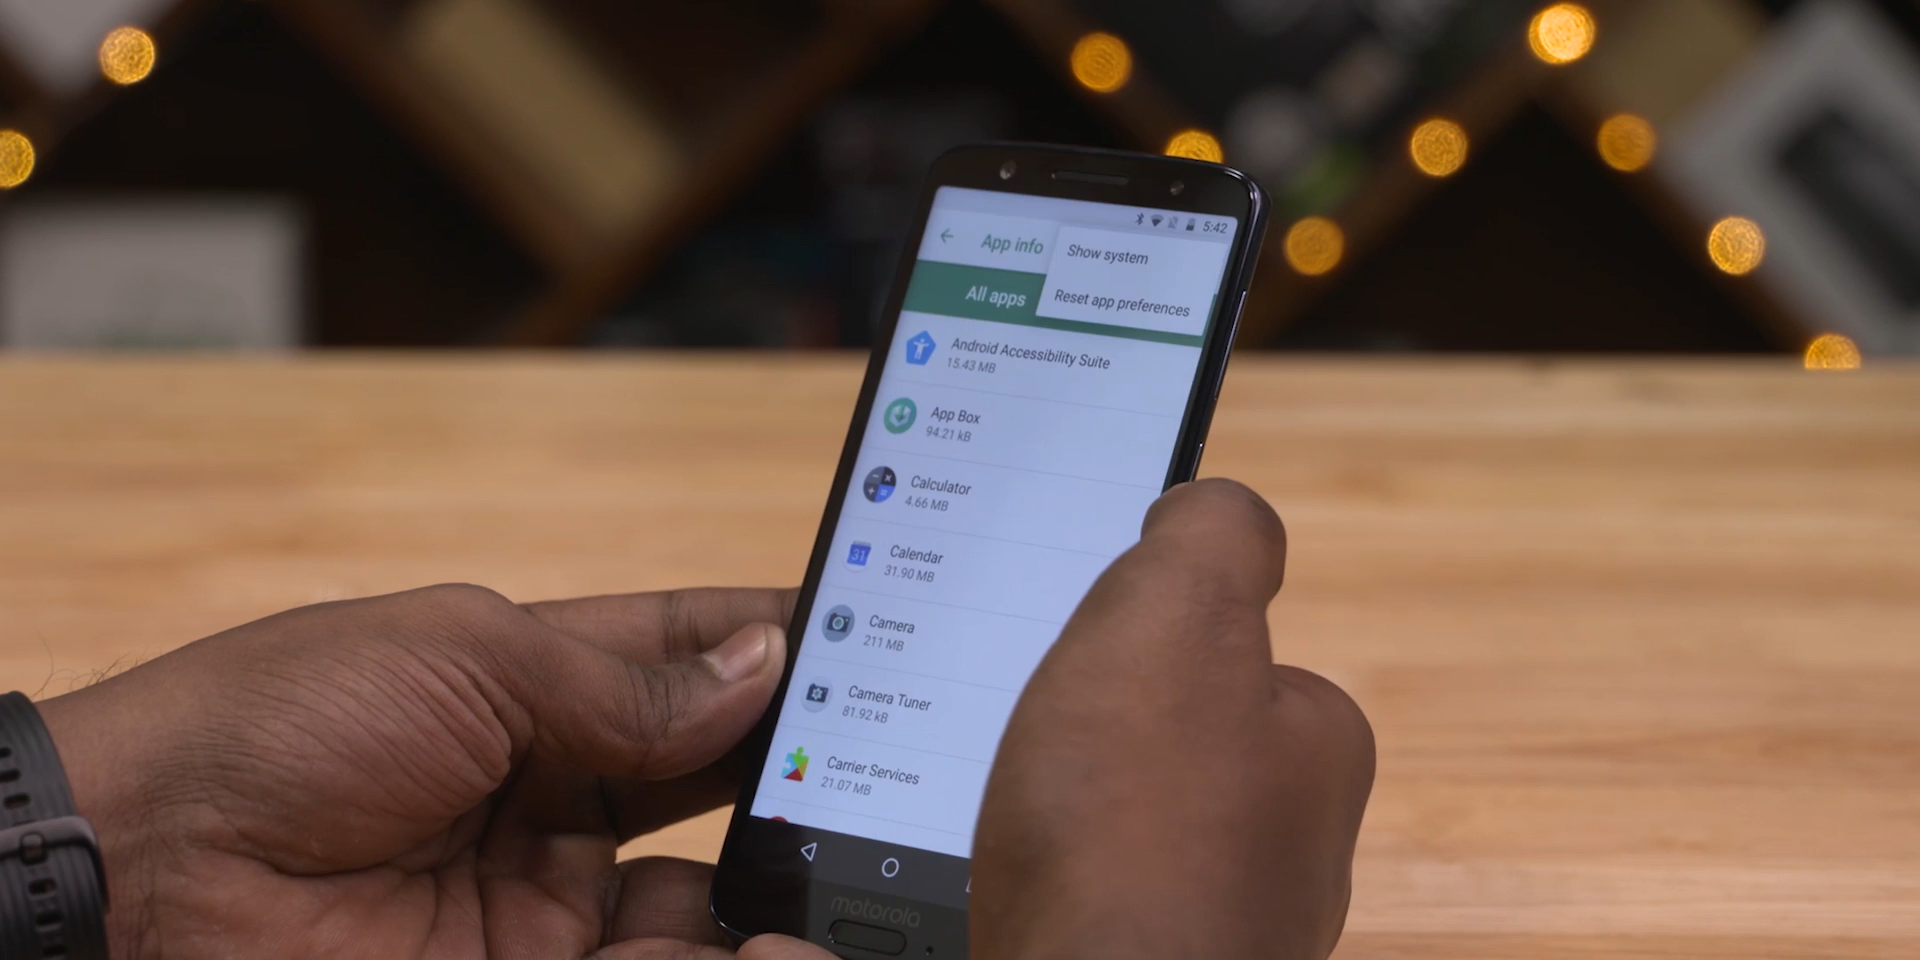 5:42
App info
Show system
Reset app preferences
All apps
Android Accessibility Suite
15.43 MB
App Box
94.21 kB
Calculator
4.66 MB
31
Calendar
31.90 MB
Camera
211 MB
Camera Tuner
81.92 kB
Carrier Services
21.07 MB
motorola